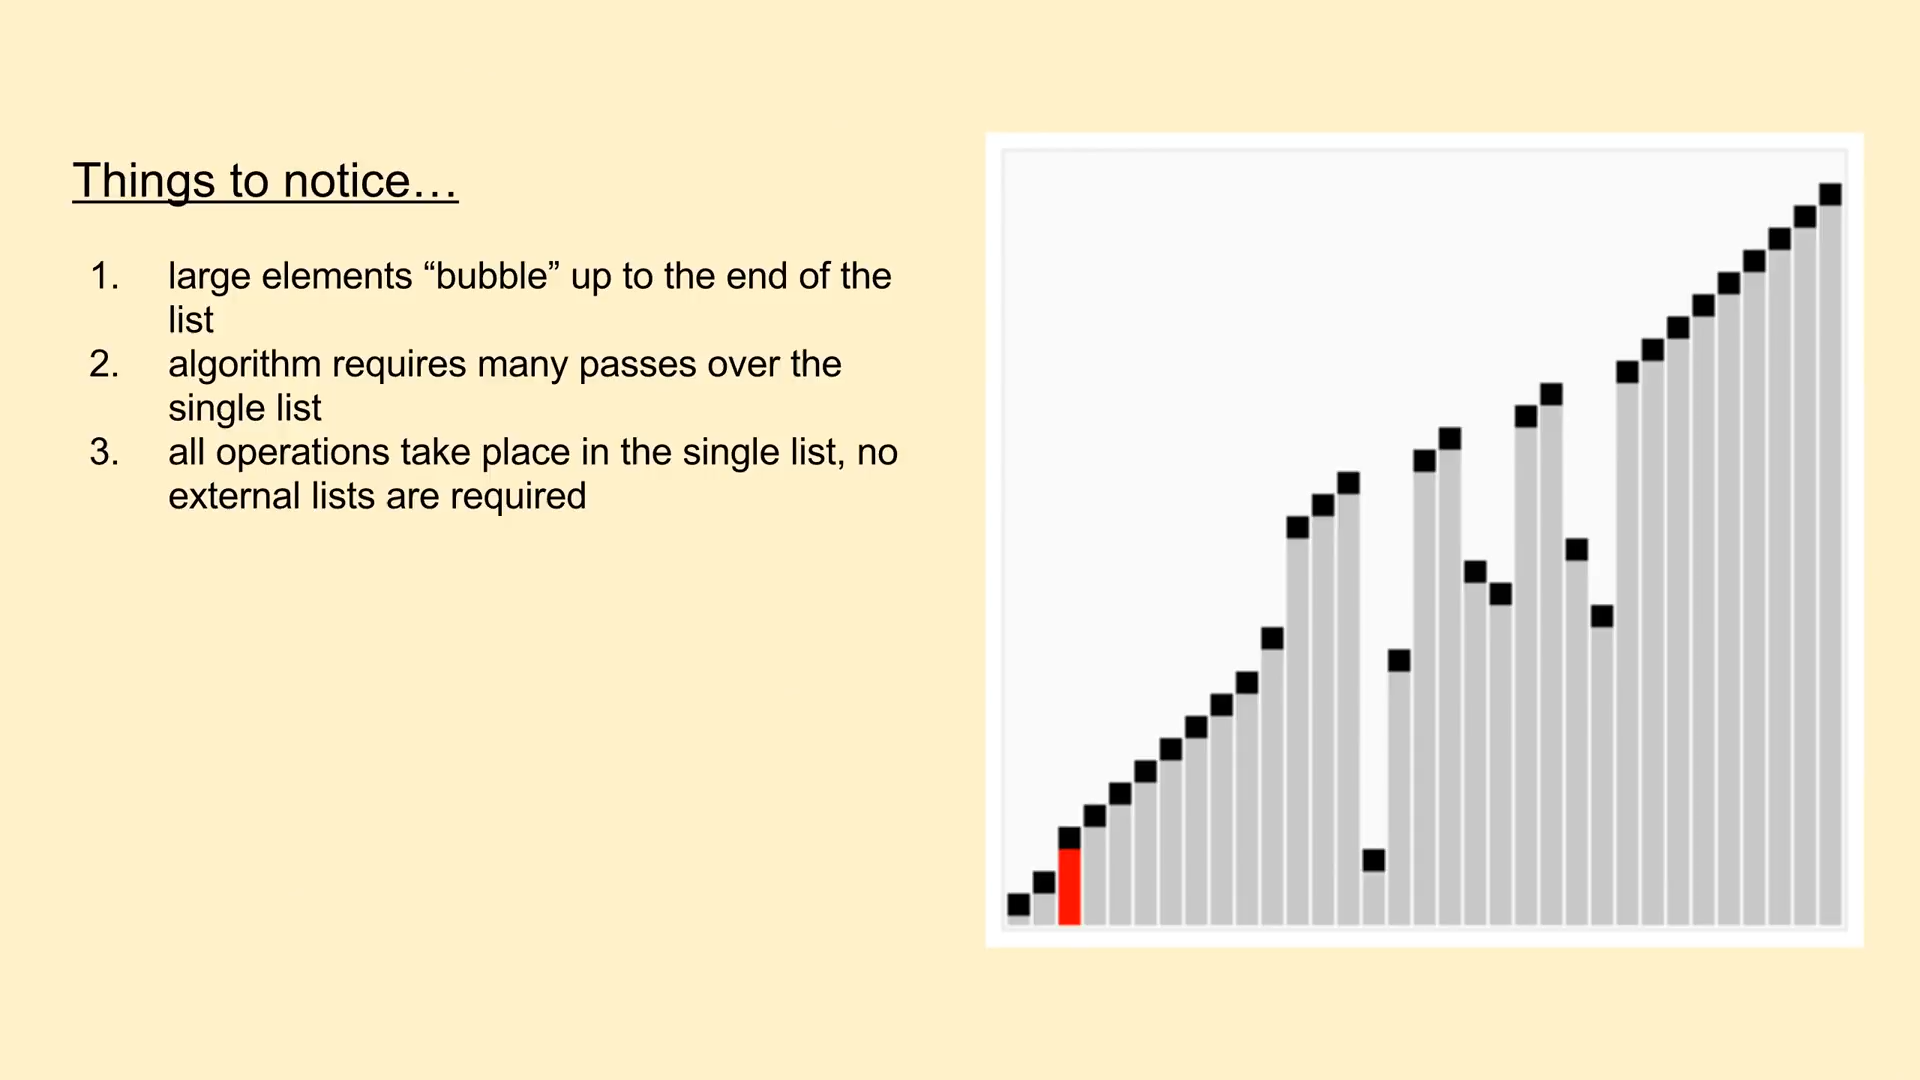 Things to notice…
1. large elements “bubble” up to the end of the
list
2. algorithm requires many passes over the
single list
3. all operations take place in the single list, no
external lists are required